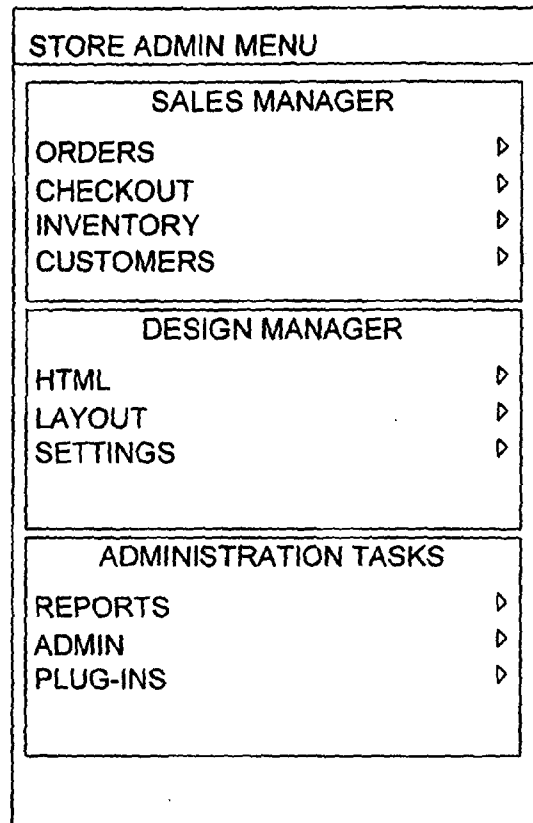 STORE ADMIN MENU
SALES MANAGER
ORDERS
CHECKOUT
INVENTORY
CUSTOMERS
DESIGN MANAGER
HTML
LAYOUT
SETTINGS
ADMINISTRATION TASKS
REPORTS
ADMIN
PLUG-INS